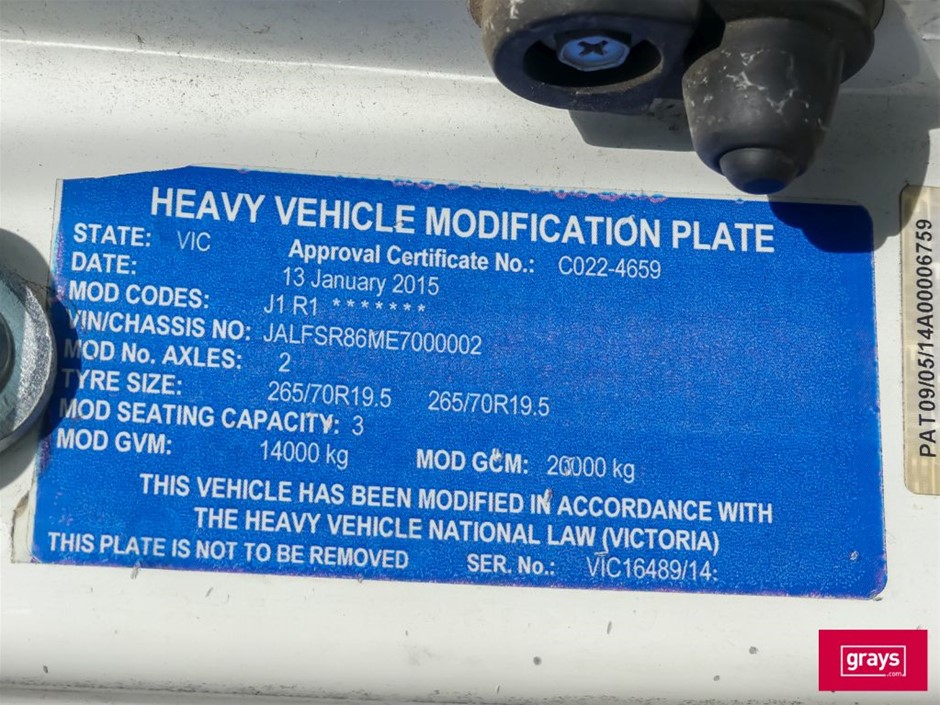 HEAVY VEHICLE MODIFICATION PLATE
STATE: VIC Approval Certificate No.: C022-4659
DATE: 13 January 2015
MOD CODES: J1 R1 *******
VIN/CHASSIS NO: JALFSR86ME7000002
MOD No. AXLES: 2
TYRE SIZE: 265/70R19.5 265/70R19.5
MOD SEATING CAPACITY: 3
MOD GVM: 14000 kg MOD GCM: 20000 kg
THIS VEHICLE HAS BEEN MODIFIED IN ACCORDANCE WITH
THE HEAVY VEHICLE NATIONAL LAW (VICTORIA)
THIS PLATE IS NOT TO BE REMOVED SER. No.: VIC16489/14:
PAT09/05/14A00006759
grays
.com